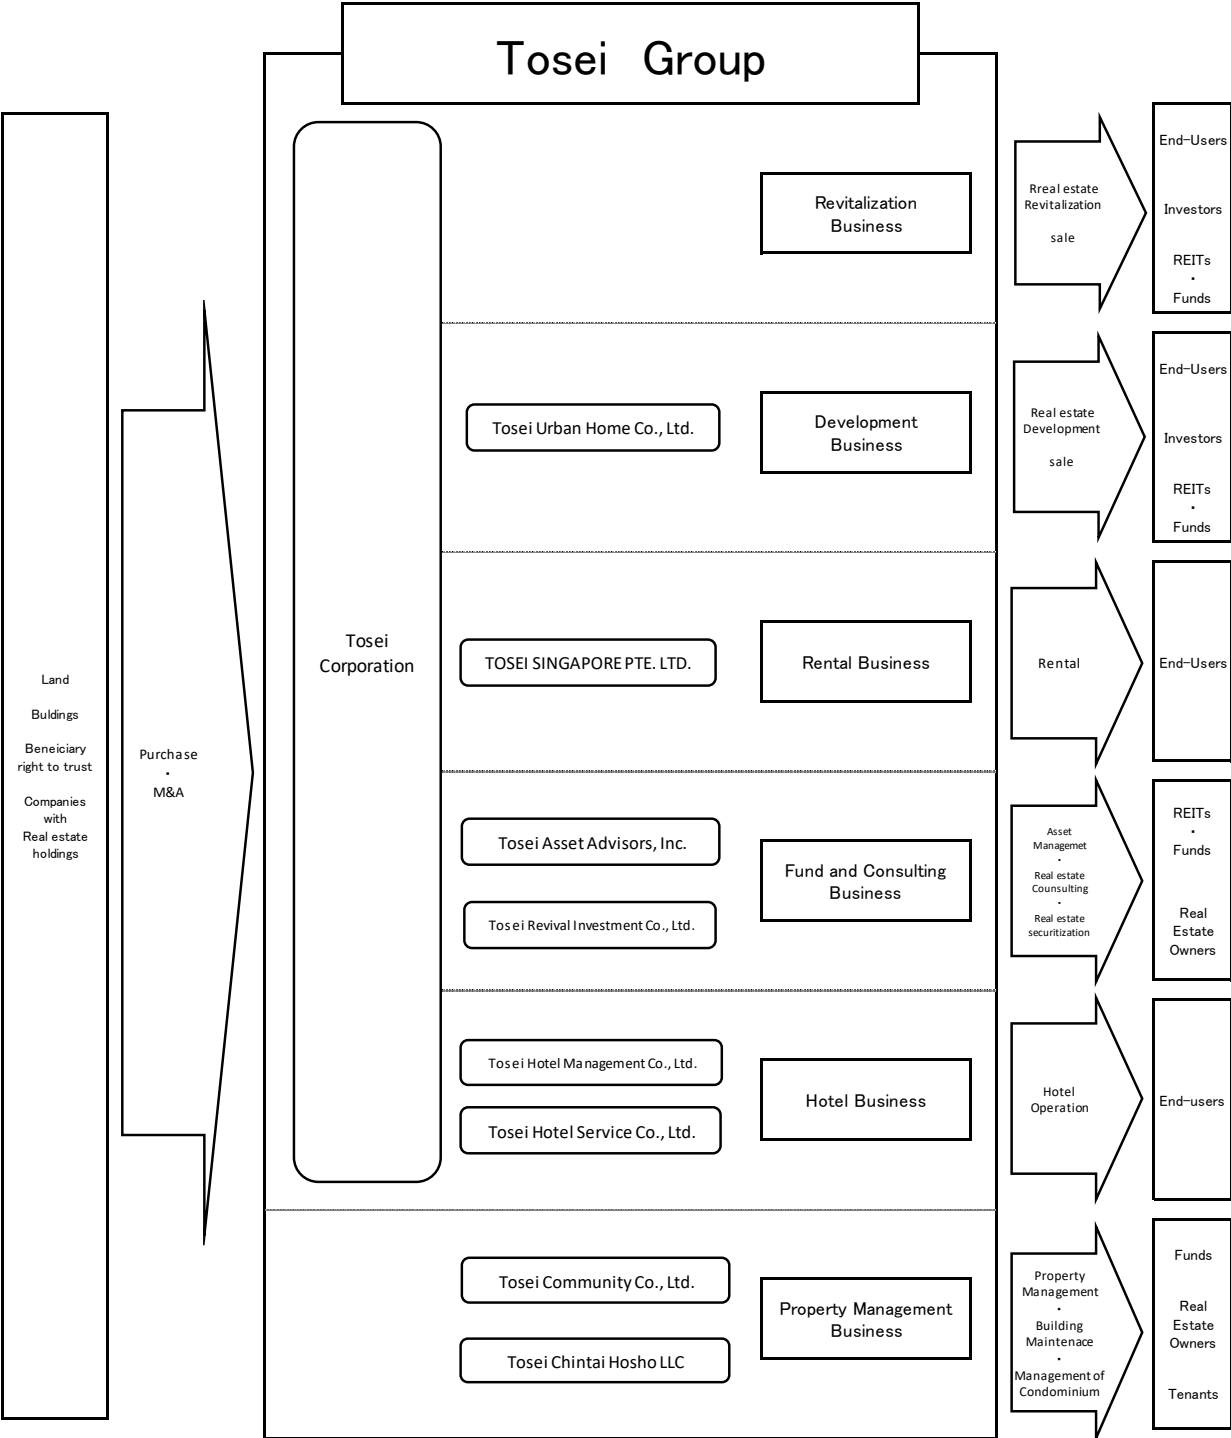 Tosei Group
Land
Buldings
Beneiciary
right to trust
Companies
with
Real estate
holdings
Purchase
・
M&A
Tosei
Corporation
Revitalization
Business
Rreal estate
Revitalization
sale
End-Users
Investors
REITs
・
Funds
Tosei Urban Home Co., Ltd.
Development
Business
Real estate
Development
sale
End-Users
Investors
REITs
・
Funds
TOSEI SINGAPORE PTE. LTD.
Rental Business
Rental
End-Users
Tosei Asset Advisors, Inc.
Tosei Revival Investment Co., Ltd.
Fund and Consulting
Business
Asset
Managemet
・
Real estate
Counsulting
・
Real estate
securitization
REITs
・
Funds
Real
Estate
Owners
Tosei Hotel Management Co., Ltd.
Tosei Hotel Service Co., Ltd.
Hotel Business
Hotel
Operation
End-users
Tosei Community Co., Ltd.
Tosei Chintai Hosho LLC
Property Management
Business
Property
Management
・
Building
Maintenace
・
Management of
Condominium
Funds
Real
Estate
Owners
Tenants